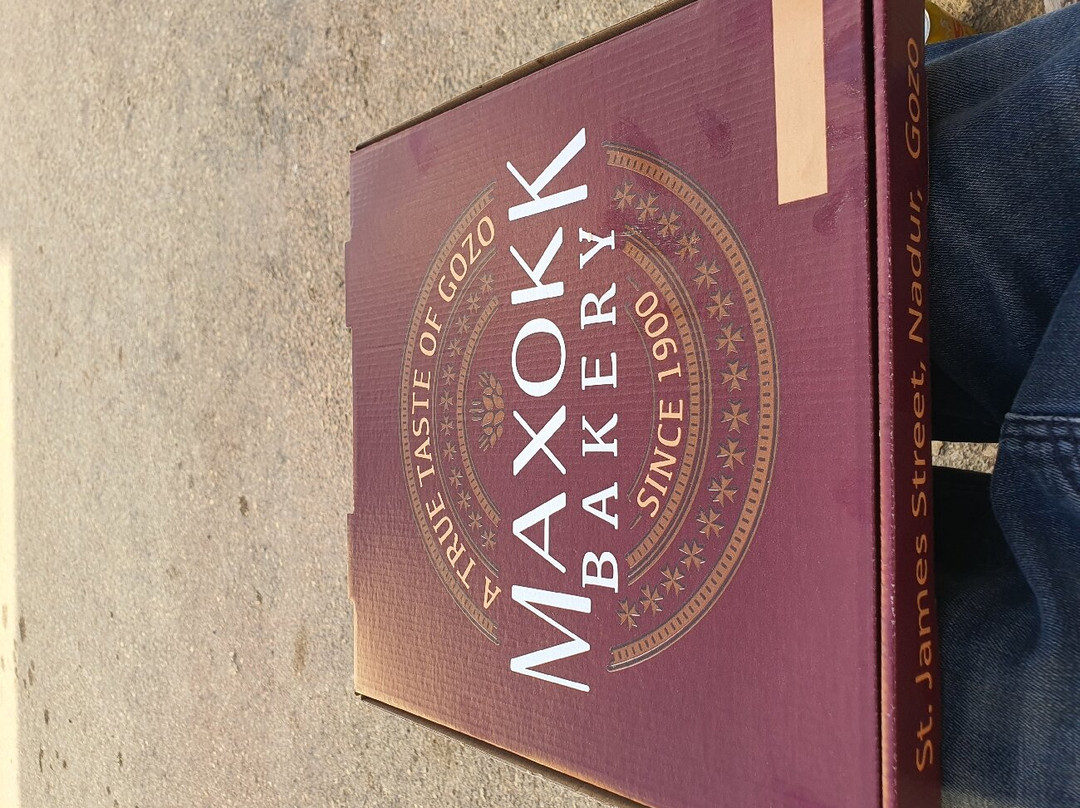 A TRUE TASTE OF GOZO
MAXOKK
BAKERY
SINCE 1900
St. James Street, Nadur, Gozo